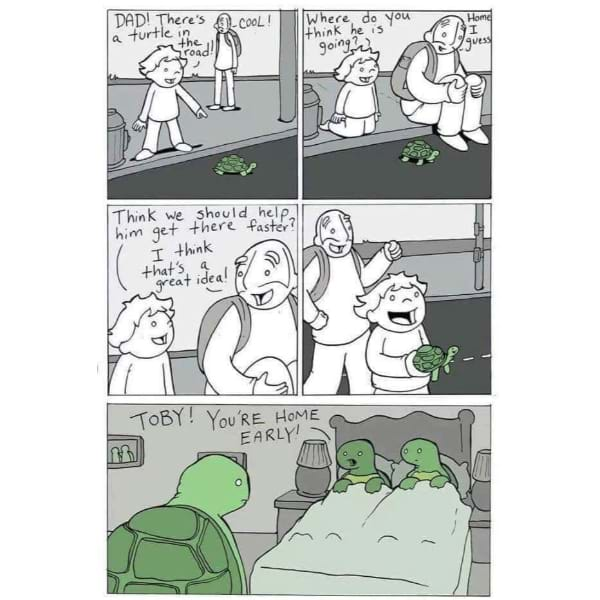 DAD! There's
a turtle in
the
road!
COOL!
Where do you
think he is
going?
Home
I
guess
Think we should help
him get there faster?
I think
that's a
great idea!
TOBY! YOU'RE HOME
EARLY!